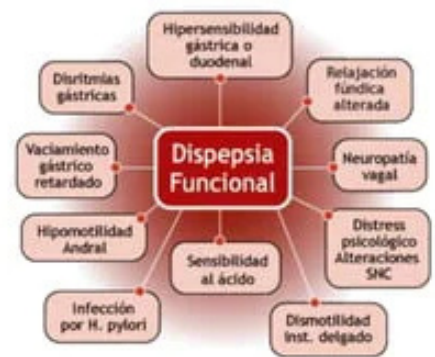 Hipersensibilidad
gástrica o
duodenal
Disritmias
gástricas
Relajación
fúndica
alterada
Vaciamiento
gástrico
retardado
Dispepsia
Funcional
Neuropatía
vagal
Hipomotilidad
Andral
Sensibilidad
al ácido
Distress
psicológico
Alteraciones
SNC
Infección
por H. pylori
Dismotilidad
inst. delgado